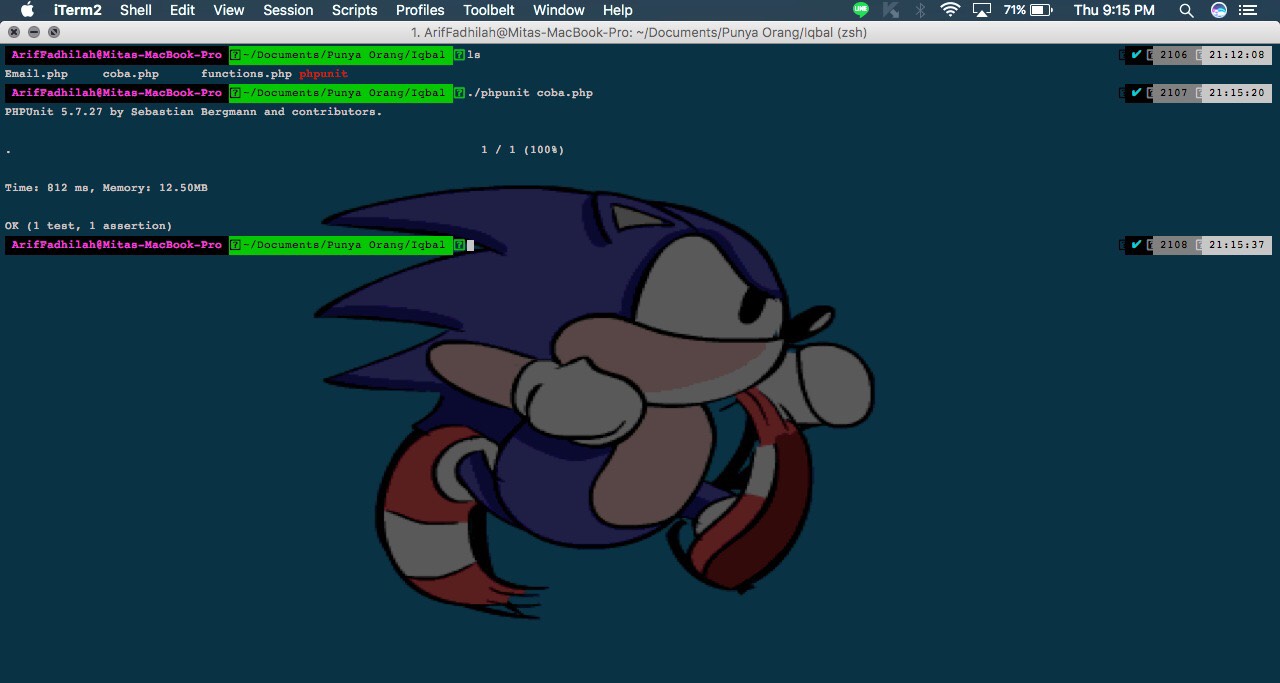 iTerm2 Shell Edit View Session Scripts Profiles Toolbelt Window Help LINE 71% Thu 9:15 PM
1. ArifFadhilah@Mitas-MacBook-Pro: ~/Documents/Punya Orang/Iqbal (zsh)
ArifFadhilah@Mitas-MacBook-Pro ~/Documents/Punya Orang/Iqbal ls ✔ 2106 21:12:08
Email.php coba.php functions.php phpunit
ArifFadhilah@Mitas-MacBook-Pro ~/Documents/Punya Orang/Iqbal ./phpunit coba.php ✔ 2107 21:15:20
PHPUnit 5.7.27 by Sebastian Bergmann and contributors.
. 1 / 1 (100%)
Time: 812 ms, Memory: 12.50MB
OK (1 test, 1 assertion)
ArifFadhilah@Mitas-MacBook-Pro ~/Documents/Punya Orang/Iqbal ✔ 2108 21:15:37